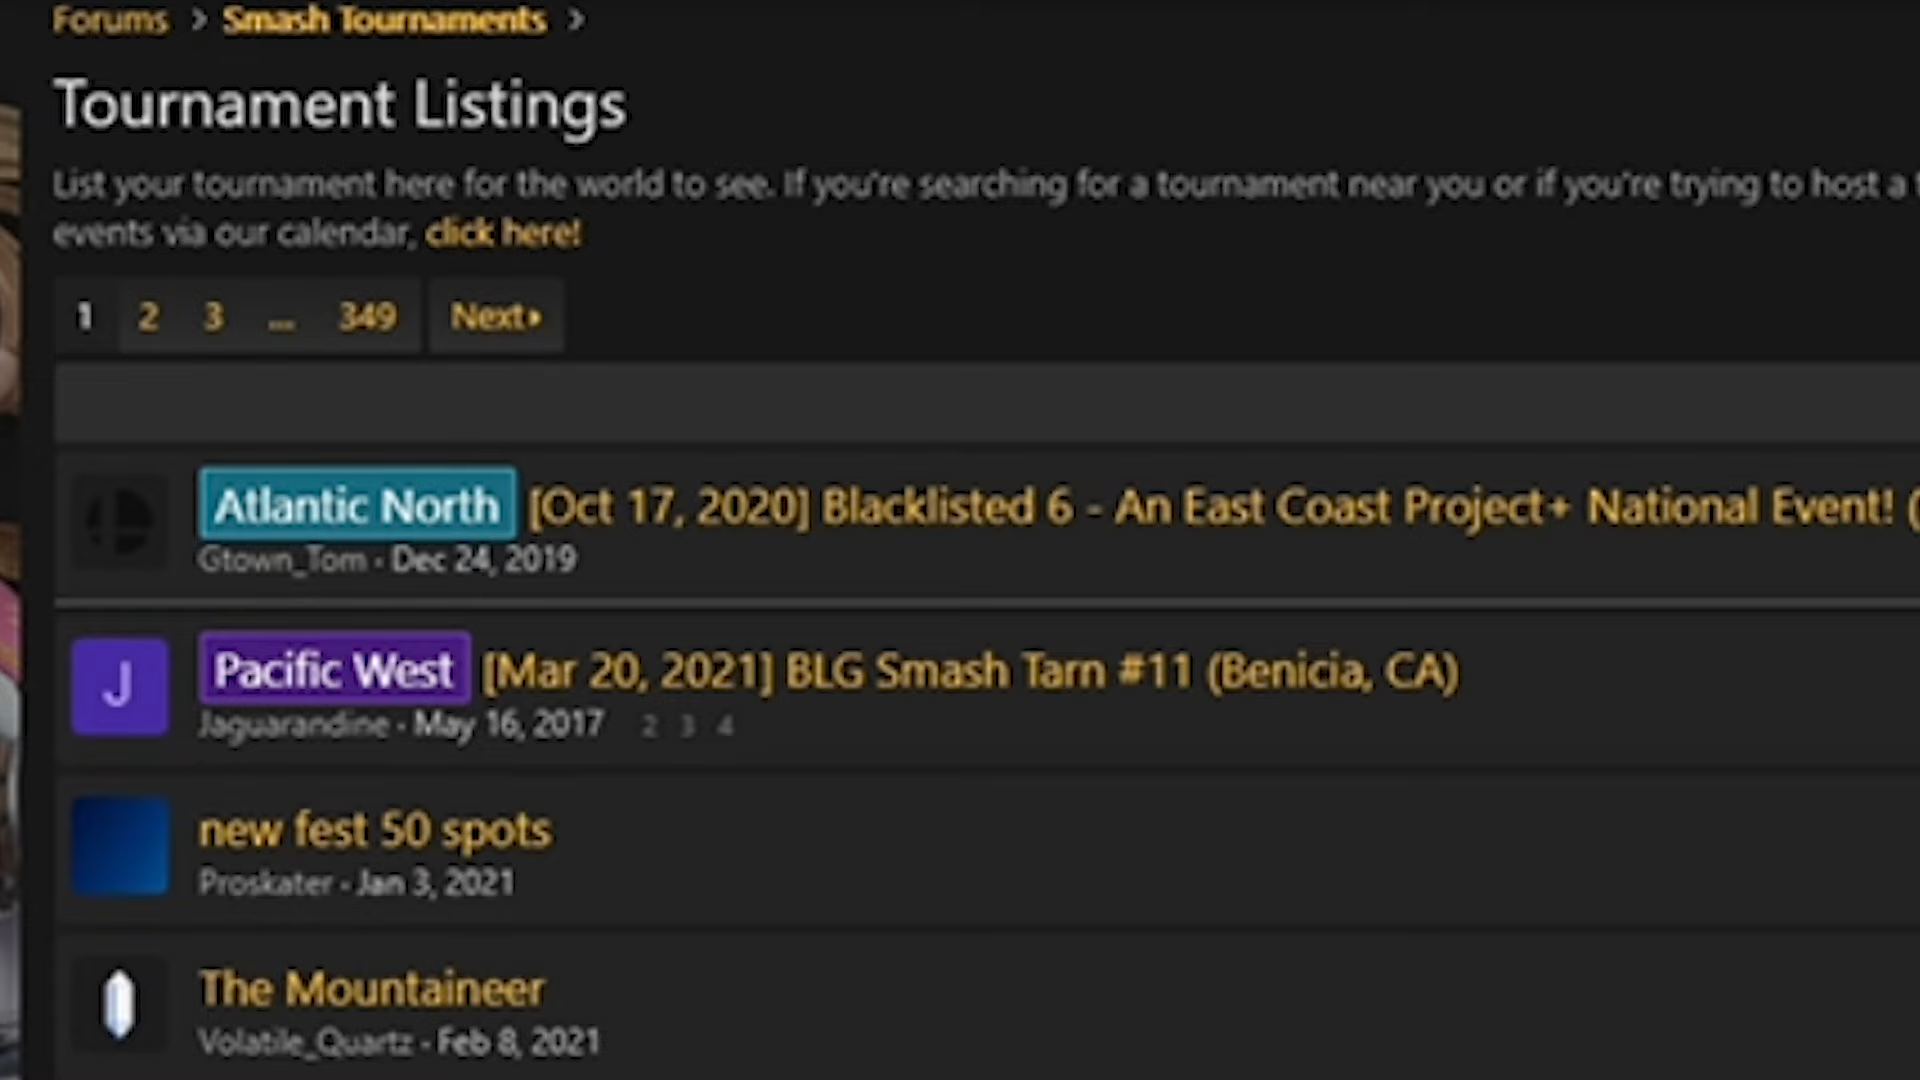 Forums > Smash Tournaments >
Tournament Listings
List your tournament here for the world to see. If you're searching for a tournament near you or if you're trying to host a
events via our calendar, click here!
1 2 3 ... 349 Next▸
Atlantic North [Oct 17, 2020] Blacklisted 6 - An East Coast Project+ National Event! (
Gtown_Tom · Dec 24, 2019
J Pacific West [Mar 20, 2021] BLG Smash Tarn #11 (Benicia, CA)
Jaguarandine · May 16, 2017 2 3 4
new fest 50 spots
Proskater · Jan 3, 2021
The Mountaineer
Volatile_Quartz · Feb 8, 2021